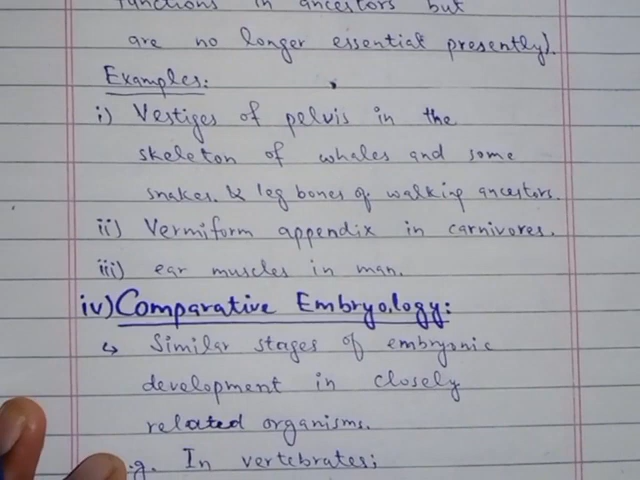 functions in ancestors but
are no longer essential presently).
Examples:
i) Vestiges of pelvis in the
skeleton of whales and some
snakes. & leg bones of walking ancestors.
ii) Vermiform appendix in carnivores.
iii) ear muscles in man.
iv) Comparative Embryology:
↳ Similar stages of embryonic
development in closely
related organisms.
e.g. In vertebrates;